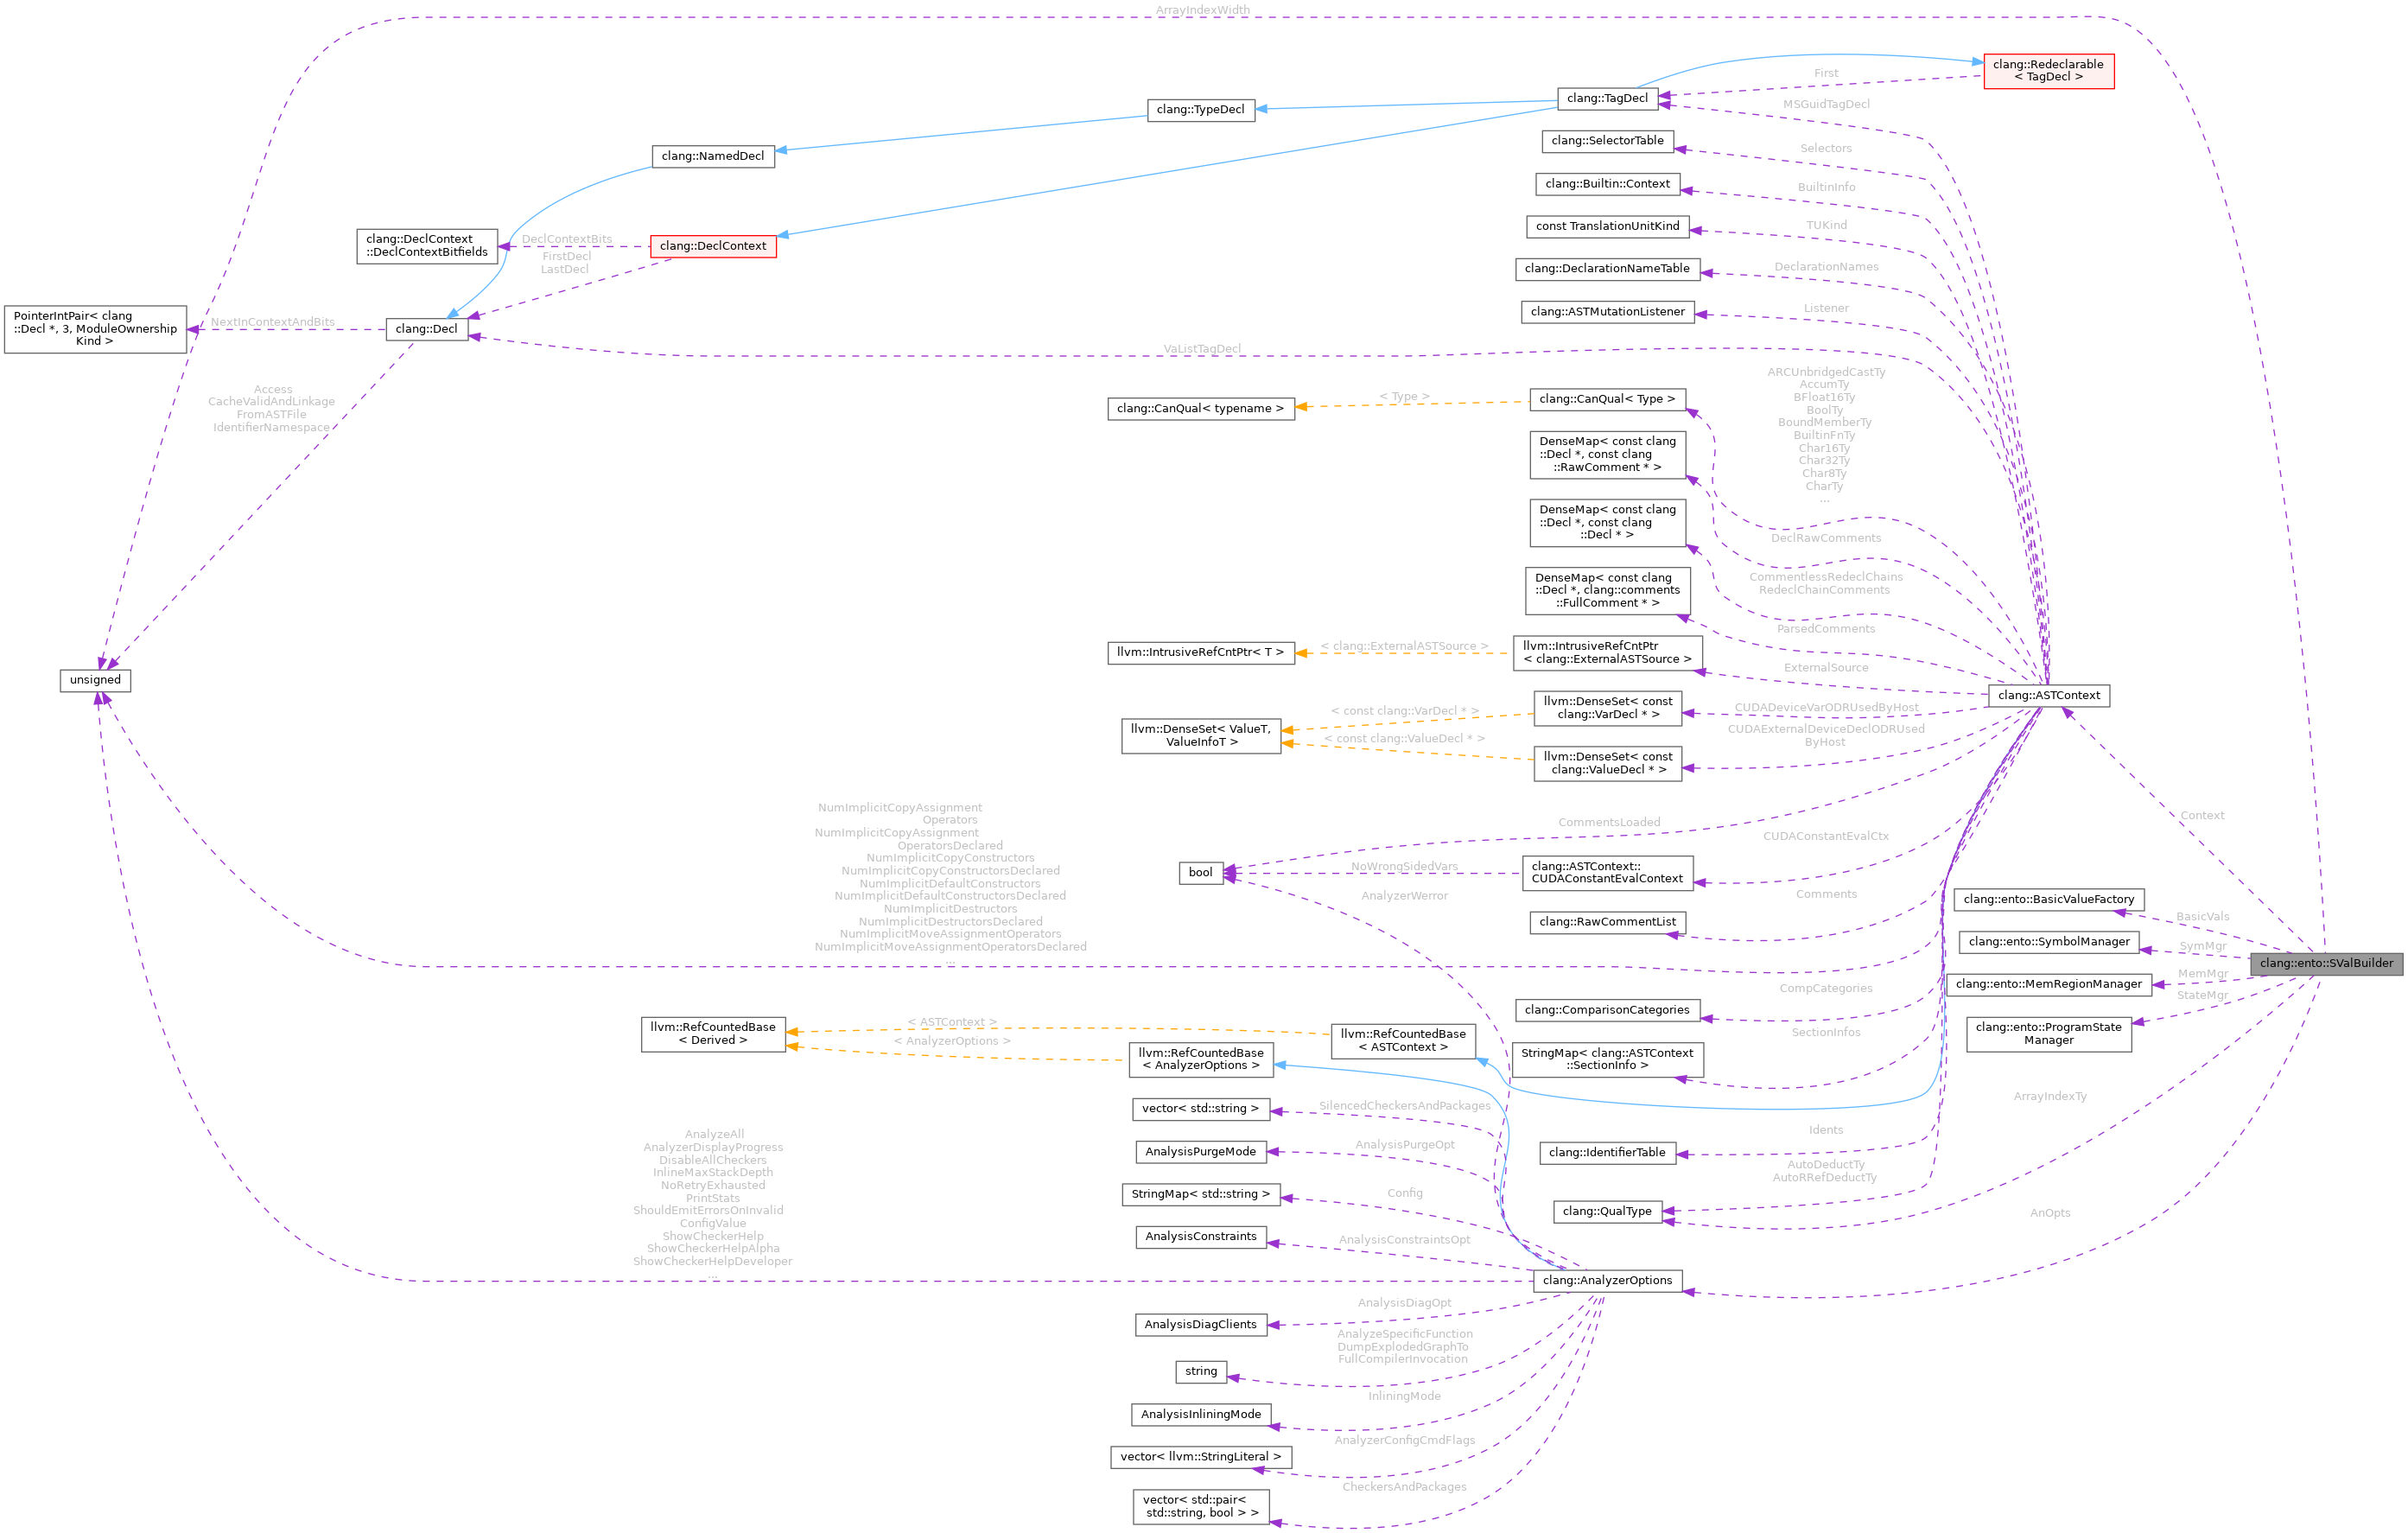 ArrayIndexWidth
clang::Redeclarable
< TagDecl >
First
clang::TagDecl
MSGuidTagDecl
clang::TypeDecl
clang::SelectorTable
Selectors
clang::NamedDecl
clang::Builtin::Context
BuiltinInfo
const TranslationUnitKind
TUKind
clang::DeclContext
::DeclContextBitfields
DeclContextBits
clang::DeclContext
FirstDecl
LastDecl
clang::DeclarationNameTable
DeclarationNames
clang::ASTMutationListener
Listener
PointerIntPair< clang
::Decl *, 3, ModuleOwnership
Kind >
NextInContextAndBits
clang::Decl
VaListTagDecl
Access
CacheValidAndLinkage
FromASTFile
IdentifierNamespace
clang::CanQual< typename >
< Type >
clang::CanQual< Type >
ARCUnbridgedCastTy
AccumTy
BFloat16Ty
BoolTy
BoundMemberTy
BuiltinFnTy
Char16Ty
Char32Ty
Char8Ty
CharTy
...
DenseMap< const clang
::Decl *, const clang
::RawComment * >
DeclRawComments
DenseMap< const clang
::Decl *, const clang
::Decl * >
CommentlessRedeclChains
RedeclChainComments
DenseMap< const clang
::Decl *, clang::comments
::FullComment * >
ParsedComments
llvm::IntrusiveRefCntPtr< T >
< clang::ExternalASTSource >
llvm::IntrusiveRefCntPtr
< clang::ExternalASTSource >
ExternalSource
unsigned
clang::ASTContext
llvm::DenseSet< ValueT,
ValueInfoT >
< const clang::VarDecl * >
< const clang::ValueDecl * >
llvm::DenseSet< const
clang::VarDecl * >
CUDADeviceVarODRUsedByHost
CUDAExternalDeviceDeclODRUsed
ByHost
llvm::DenseSet< const
clang::ValueDecl * >
Context
NumImplicitCopyAssignment
Operators
NumImplicitCopyAssignment
OperatorsDeclared
NumImplicitCopyConstructors
NumImplicitCopyConstructorsDeclared
NumImplicitDefaultConstructors
NumImplicitDefaultConstructorsDeclared
NumImplicitDestructors
NumImplicitDestructorsDeclared
NumImplicitMoveAssignmentOperators
NumImplicitMoveAssignmentOperatorsDeclared
...
CommentsLoaded
CUDAConstantEvalCtx
bool
NoWrongSidedVars
clang::ASTContext::
CUDAConstantEvalContext
AnalyzerWerror
Comments
clang::RawCommentList
clang::ento::BasicValueFactory
BasicVals
clang::ento::SymbolManager
SymMgr
clang::ento::SValBuilder
clang::ento::MemRegionManager
MemMgr
StateMgr
clang::ento::ProgramState
Manager
CompCategories
clang::ComparisonCategories
SectionInfos
StringMap< clang::ASTContext
::SectionInfo >
llvm::RefCountedBase
< Derived >
< ASTContext >
< AnalyzerOptions >
llvm::RefCountedBase
< ASTContext >
llvm::RefCountedBase
< AnalyzerOptions >
ArrayIndexTy
vector< std::string >
SilencedCheckersAndPackages
AnalysisPurgeMode
AnalysisPurgeOpt
clang::IdentifierTable
Idents
AutoDeductTy
AutoRRefDeductTy
StringMap< std::string >
Config
clang::QualType
AnOpts
AnalyzeAll
AnalyzerDisplayProgress
DisableAllCheckers
InlineMaxStackDepth
NoRetryExhausted
PrintStats
ShouldEmitErrorsOnInvalid
ConfigValue
ShowCheckerHelp
ShowCheckerHelpAlpha
ShowCheckerHelpDeveloper
...
AnalysisConstraints
AnalysisConstraintsOpt
clang::AnalyzerOptions
AnalysisDiagClients
AnalysisDiagOpt
AnalyzeSpecificFunction
DumpExplodedGraphTo
FullCompilerInvocation
string
InliningMode
AnalysisInliningMode
AnalyzerConfigCmdFlags
vector< llvm::StringLiteral >
CheckersAndPackages
vector< std::pair<
std::string, bool > >